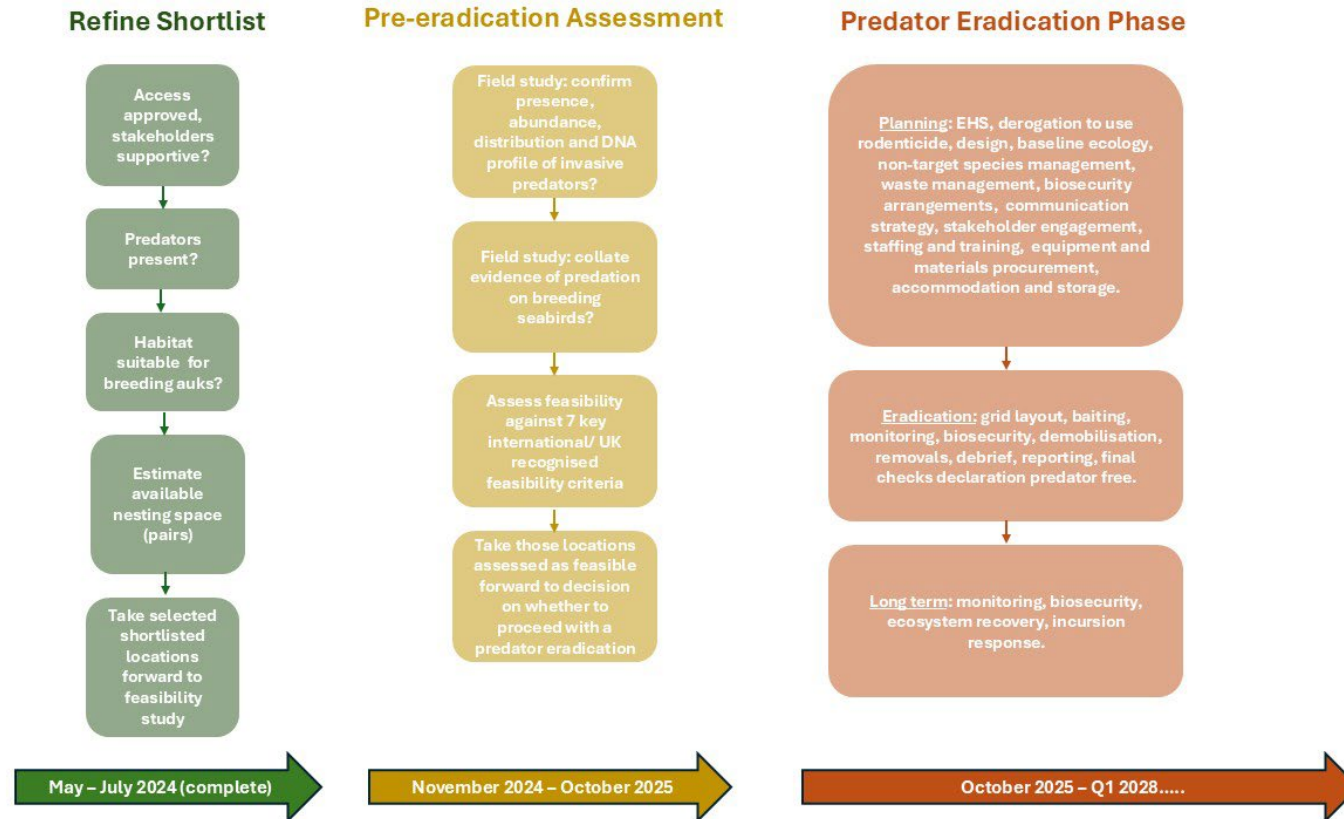 Refine Shortlist
Access
approved,
stakeholders
supportive?
Predators
present?
Habitat
suitable for
breeding auks?
Estimate
available
nesting space
(pairs)
Take selected
shortlisted
locations
forward to
feasibility
study
May – July 2024 (complete)
Pre-eradication Assessment
Field study: confirm
presence,
abundance,
distribution and DNA
profile of invasive
predators?
Field study: collate
evidence of predation
on breeding
seabirds?
Assess feasibility
against 7 key
international/ UK
recognised
feasibility criteria
Take those locations
assessed as feasible
forward to decision
on whether to
proceed with a
predator eradication
November 2024 – October 2025
Predator Eradication Phase
Planning: EHS, derogation to use
rodenticide, design, baseline ecology,
non-target species management,
waste management, biosecurity
arrangements, communication
strategy, stakeholder engagement,
staffing and training, equipment and
materials procurement,
accommodation and storage.
Eradication: grid layout, baiting,
monitoring, biosecurity, demobilisation,
removals, debrief, reporting, final
checks declaration predator free.
Long term: monitoring, biosecurity,
ecosystem recovery, incursion
response.
October 2025 – Q1 2028.....